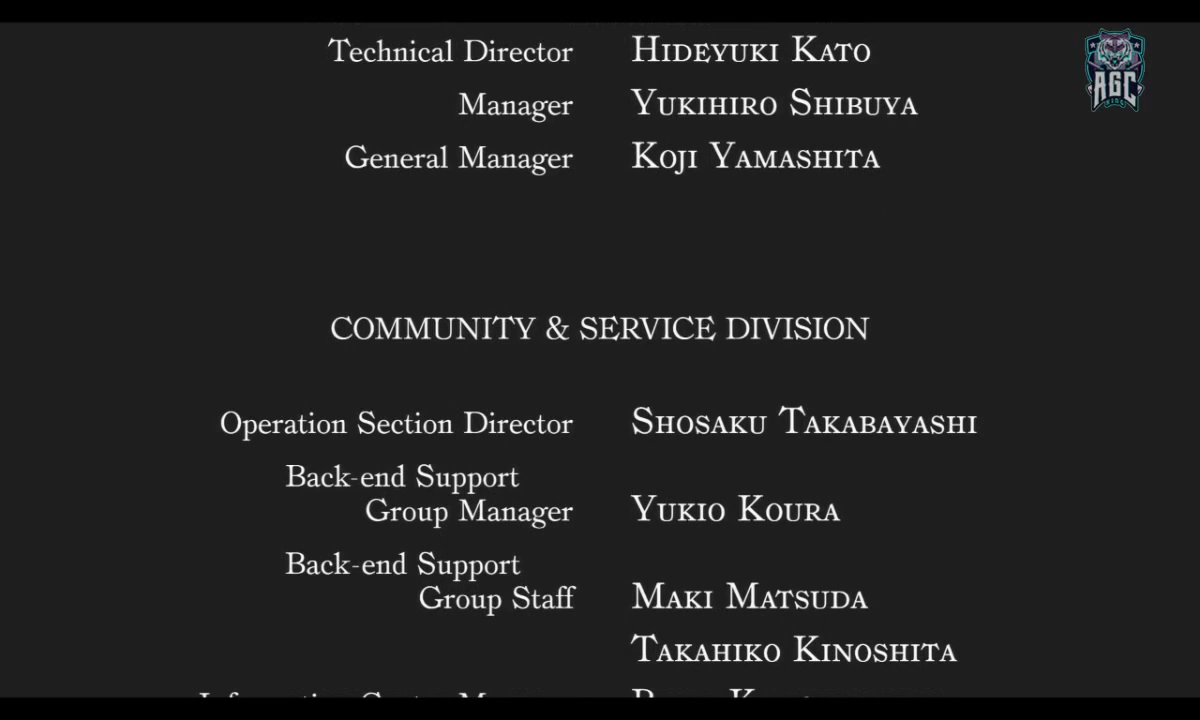 Technical Director HIDEYUKI KATO
Manager YUKIHIRO SHIBUYA
General Manager KOJI YAMASHITA
AGC
COMMUNITY & SERVICE DIVISION
Operation Section Director SHOSAKU TAKABAYASHI
Back-end Support
Group Manager YUKIO KOURA
Back-end Support
Group Staff MAKI MATSUDA
TAKAHIKO KINOSHITA